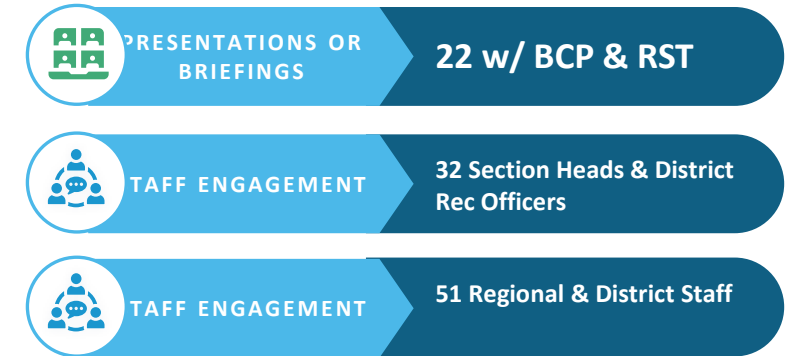 PRESENTATIONS OR
BRIEFINGS
22 w/ BCP & RST
TAFF ENGAGEMENT
32 Section Heads & District
Rec Officers
TAFF ENGAGEMENT
51 Regional & District Staff